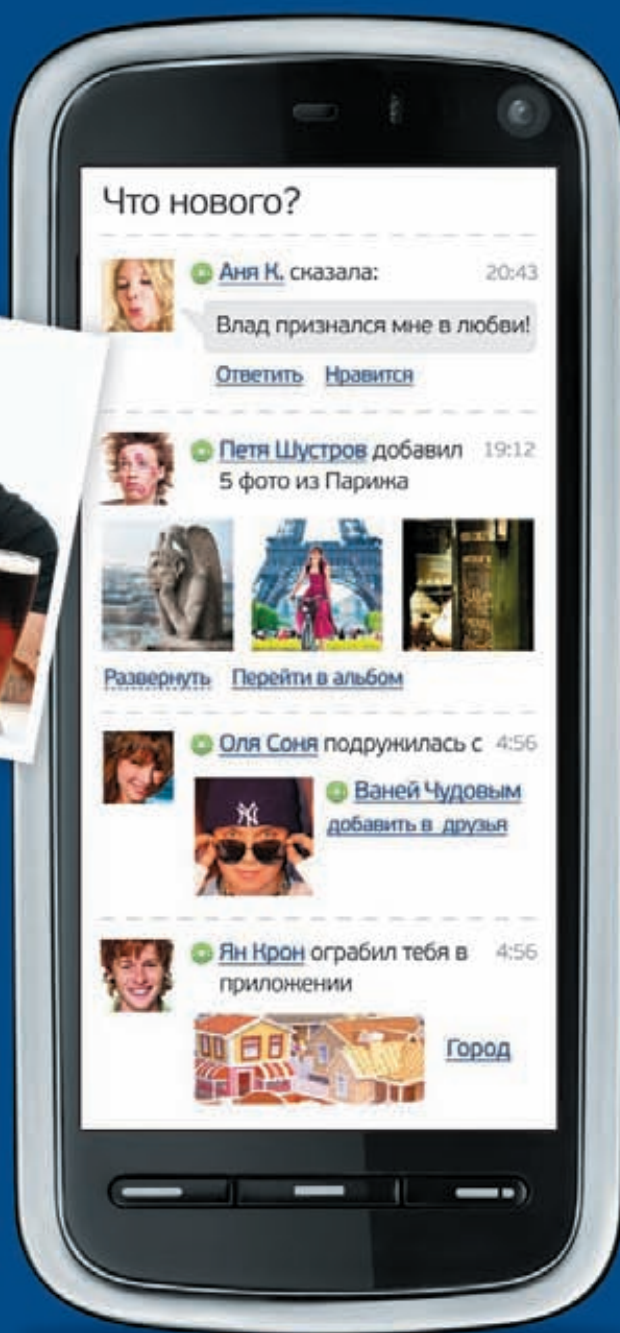 Что нового?
Аня К. сказала: 20:43
Влад признался мне в любви!
Ответить Нравится
Петя Шустров добавил 19:12
5 фото из Парижа
Развернуть Перейти в альбом
Оля Соня подружилась с 4:56
Ваней Чудовым
добавить в друзья
Ян Крон ограбил тебя в 4:56
приложении
Город